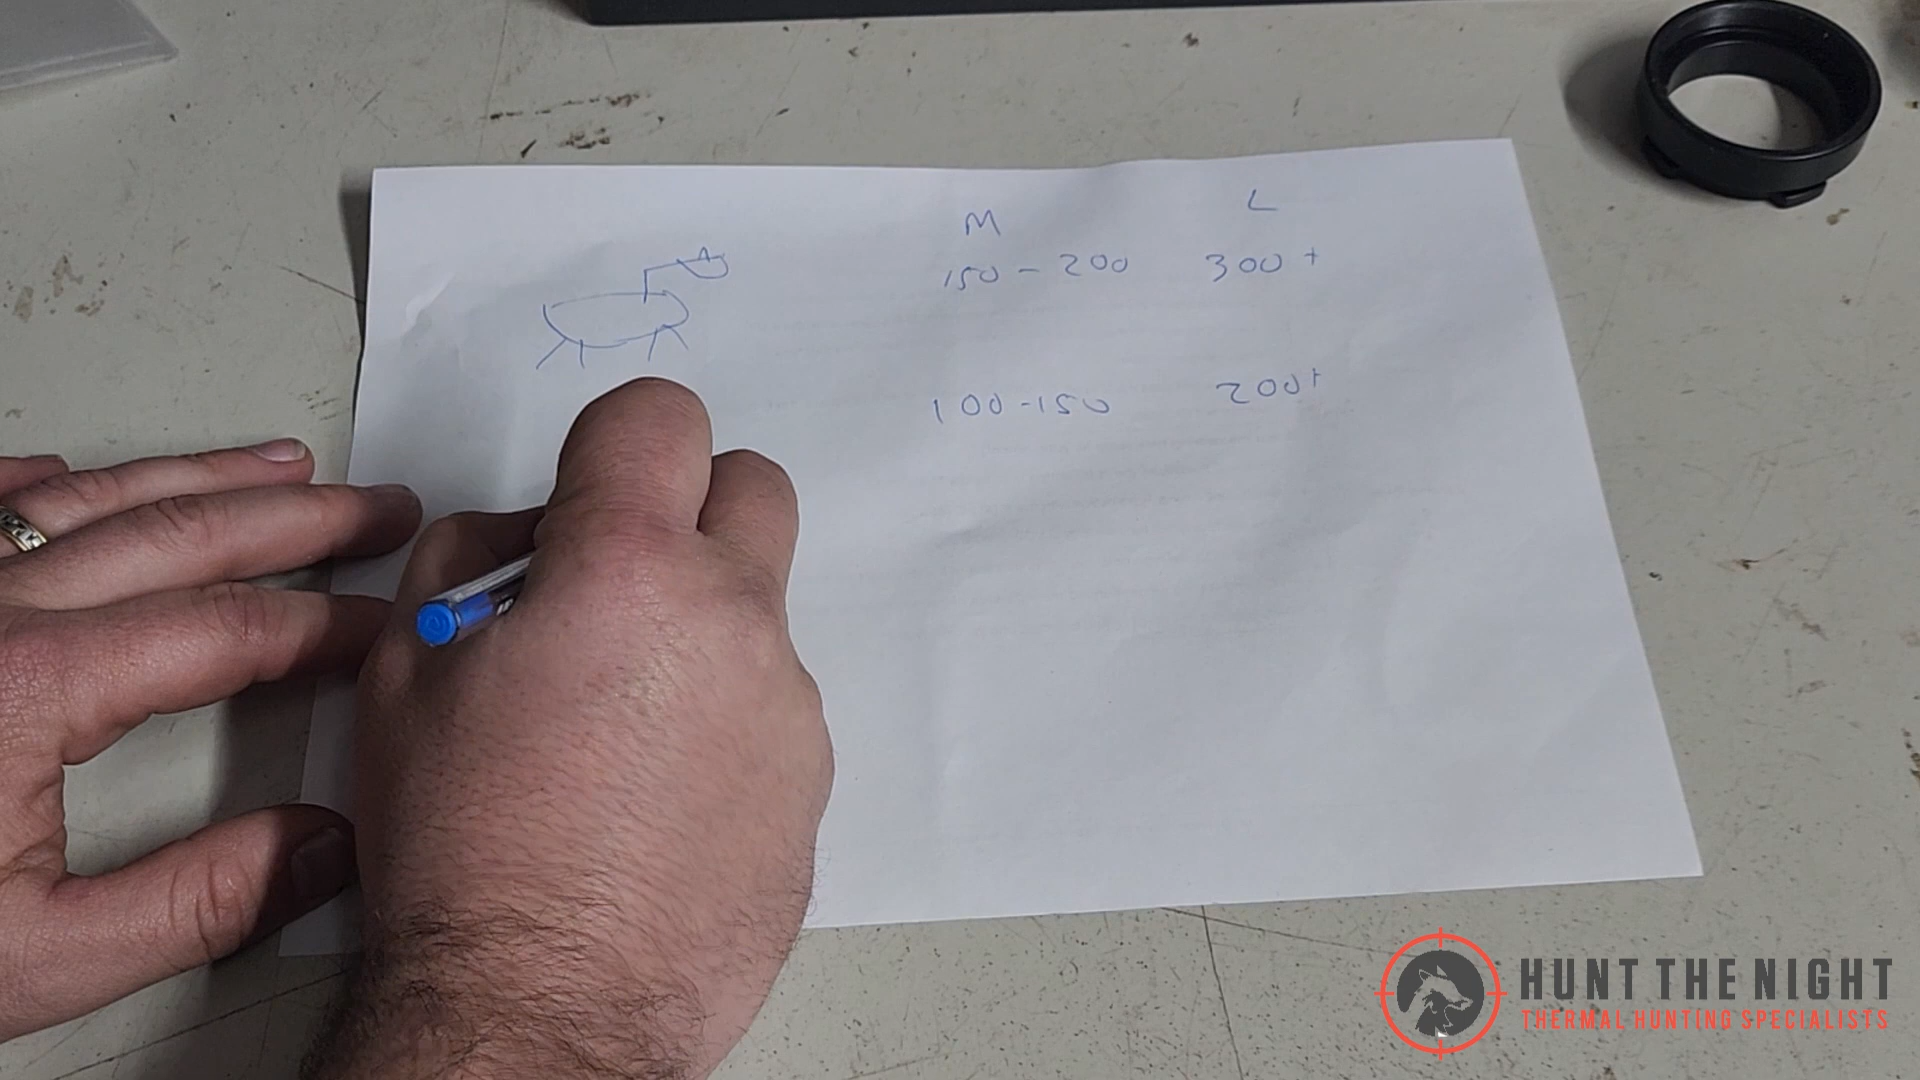 M L
150 - 200 300 +
100-150 200+
HUNT THE NIGHT
THERMAL HUNTING SPECIALISTS